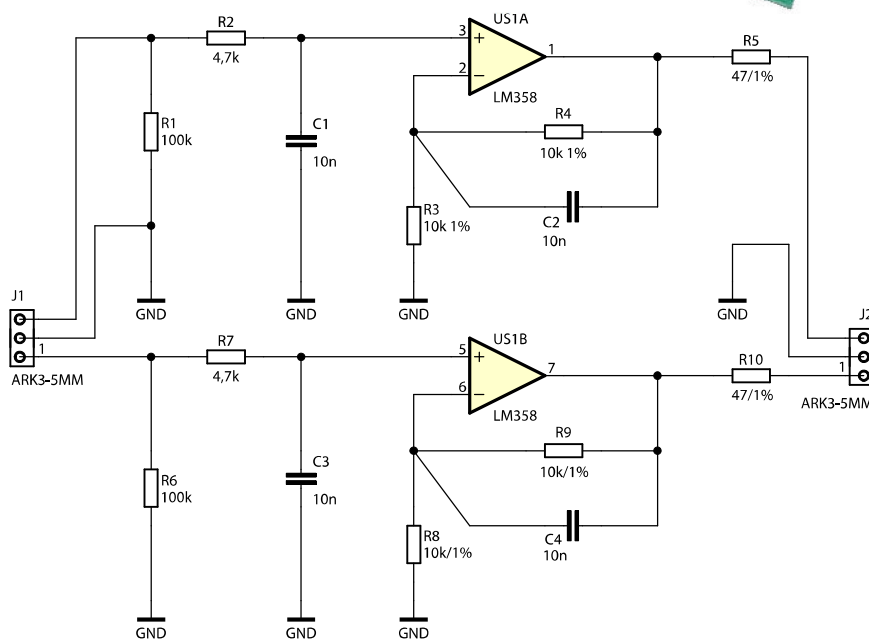 US1A
R2
4,7k
3
+
2
−
1
LM358
R5
47/1%
R1
100k
C1
10n
R4
10k 1%
R3
10k 1%
C2
10n
GND
GND
GND
GND
J1
1
ARK3-5MM
R7
4,7k
US1B
5
+
6
−
7
LM358
J2
R10
47/1%
1
ARK3-5MM
R9
10k/1%
C3
10n
R6
100k
R8
10k/1%
C4
10n
GND
GND
GND